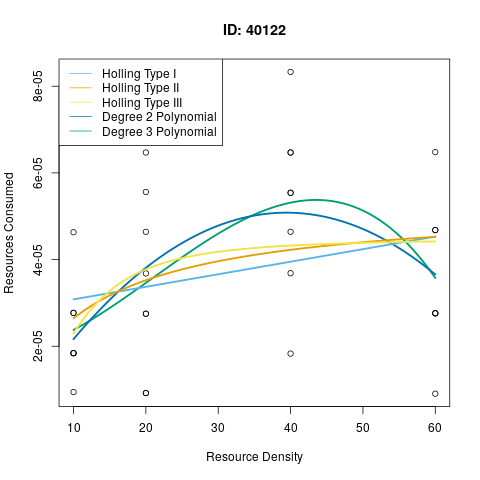 ID: 40122
Holling Type I
Holling Type II
Holling Type III
Degree 2 Polynomial
Degree 3 Polynomial
8e-05
6e-05
4e-05
2e-05
Resources Consumed
10 20 30 40 50 60
Resource Density